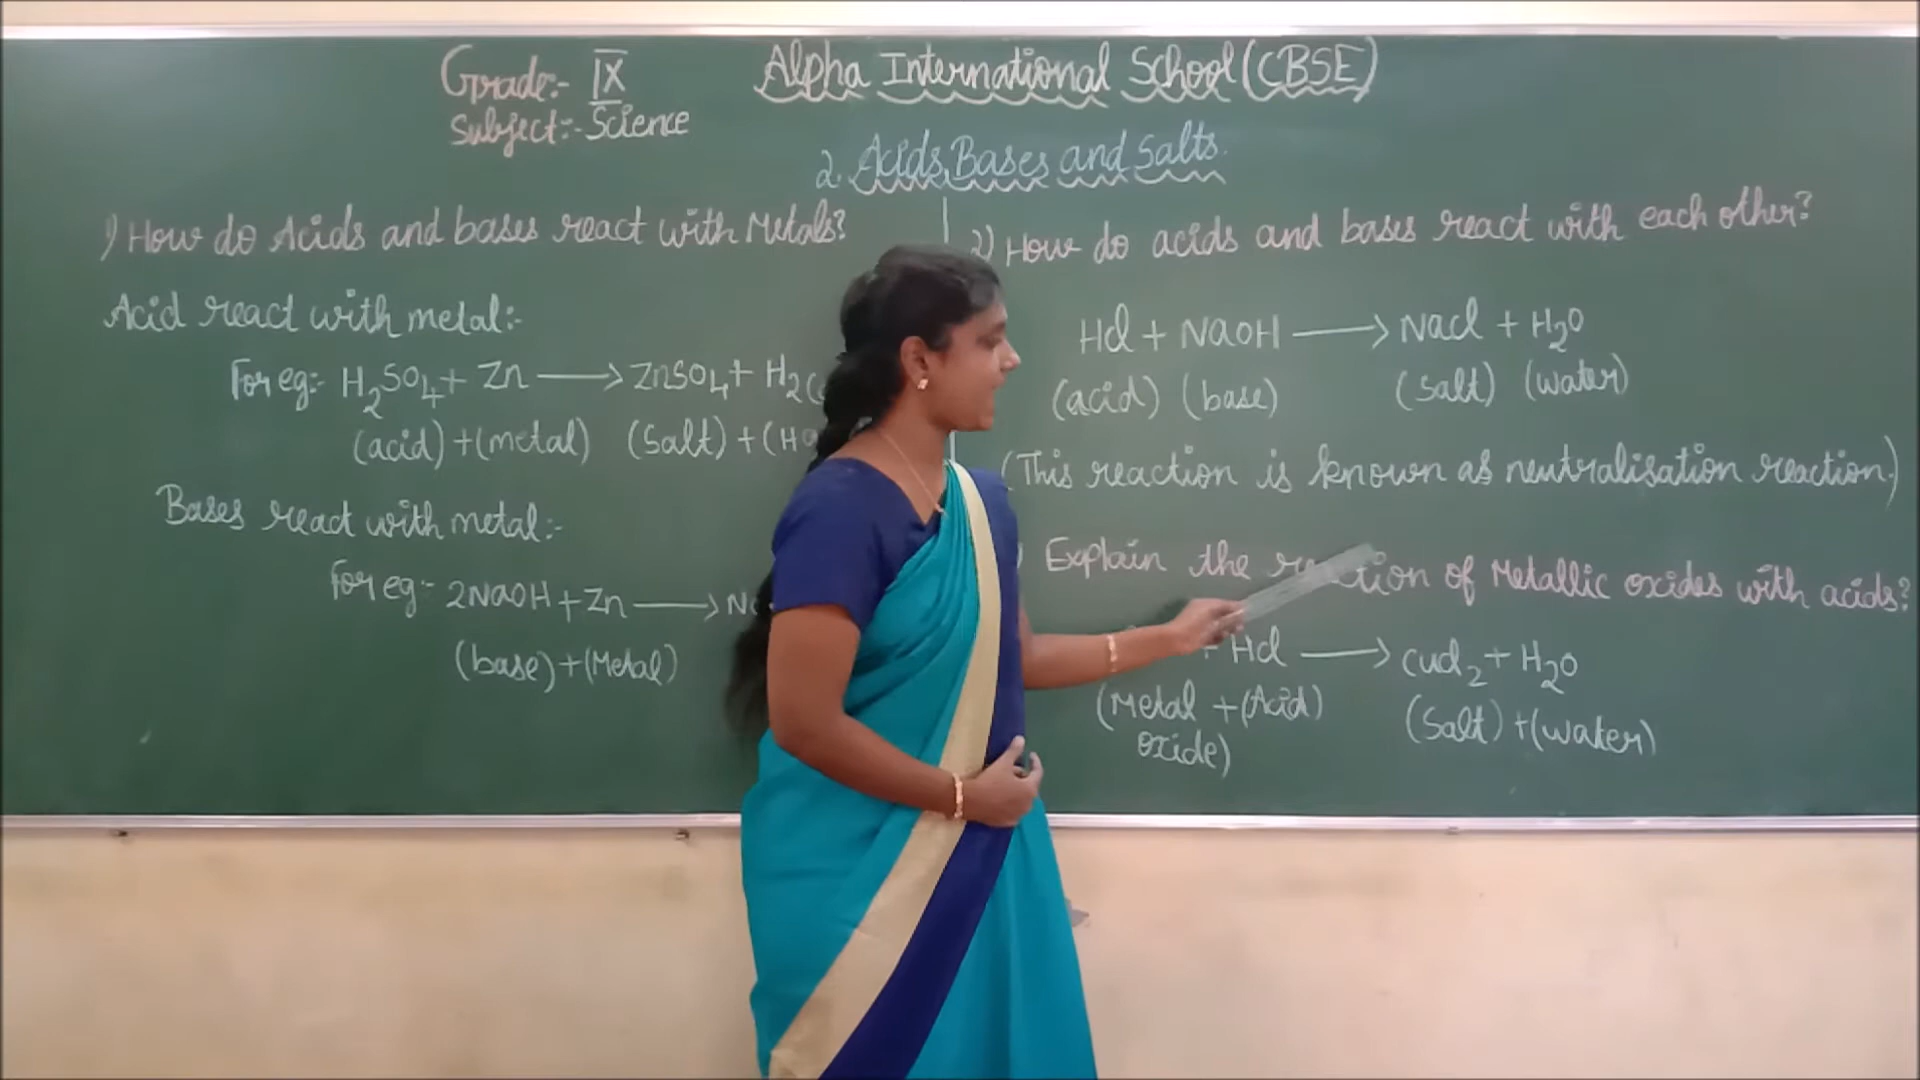 Grade:- IX
Subject:- Science
Alpha International School (CBSE)
2. Acids, Bases and Salts.
1) How do Acids and bases react with Metals?
Acid react with metal:-
For eg:- H₂SO₄ + Zn ⟶ ZnSO₄ + H₂
(acid) + (metal) (Salt) +
Bases react with metal:-
For eg:- 2NaOH + Zn ⟶
(base) + (Metal)
2) How do acids and bases react with each other?
Hcl + NaOH ⟶ Nacl + H₂O
(acid) (base) (Salt) (water)
(This reaction is known as neutralisation reaction.)
Explain the reaction of Metallic oxides with acids?
+ Hcl ⟶ cucl₂ + H₂O
(Metal + (Acid) (Salt) + (water)
oxide)